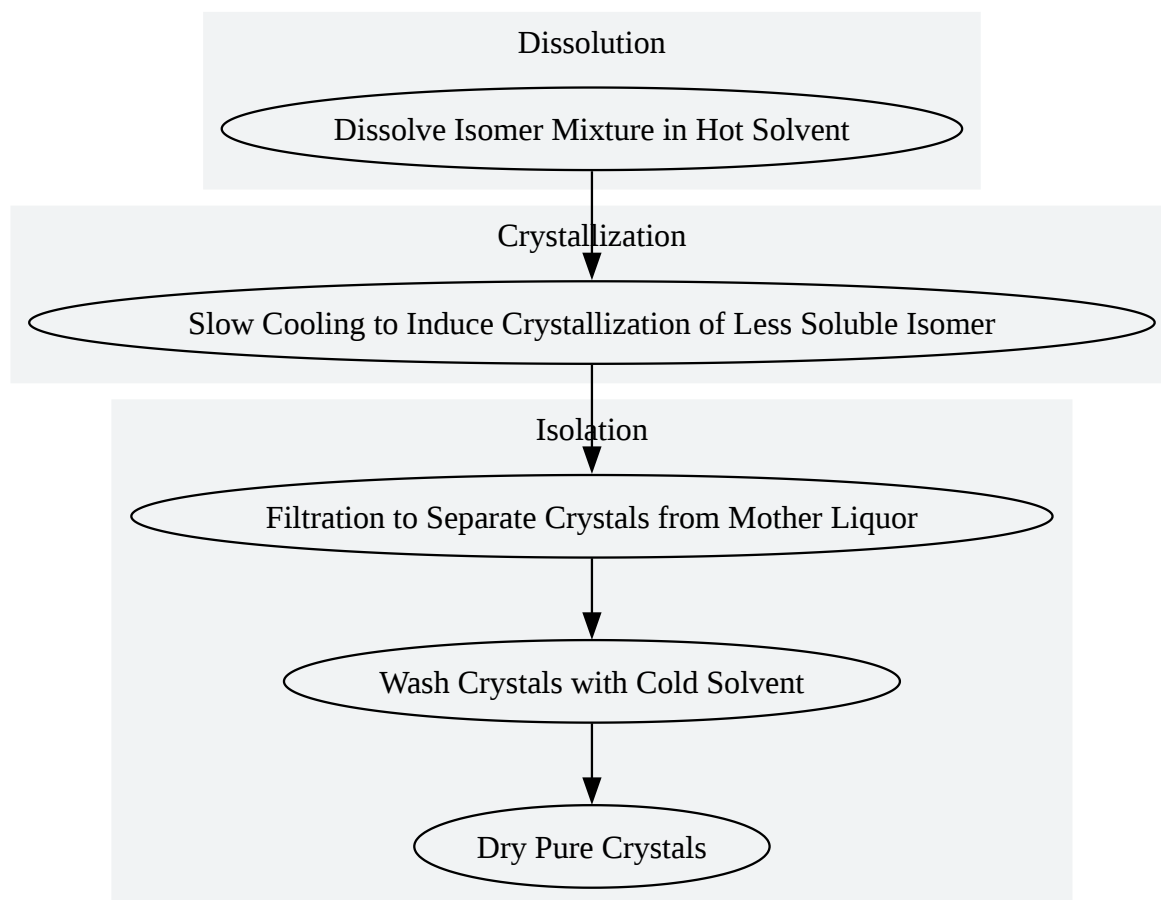 Dissolution
Dissolve Isomer Mixture in Hot Solvent
Crystallization
Slow Cooling to Induce Crystallization of Less Soluble Isomer
Isolation
Filtration to Separate Crystals from Mother Liquor
Wash Crystals with Cold Solvent
Dry Pure Crystals